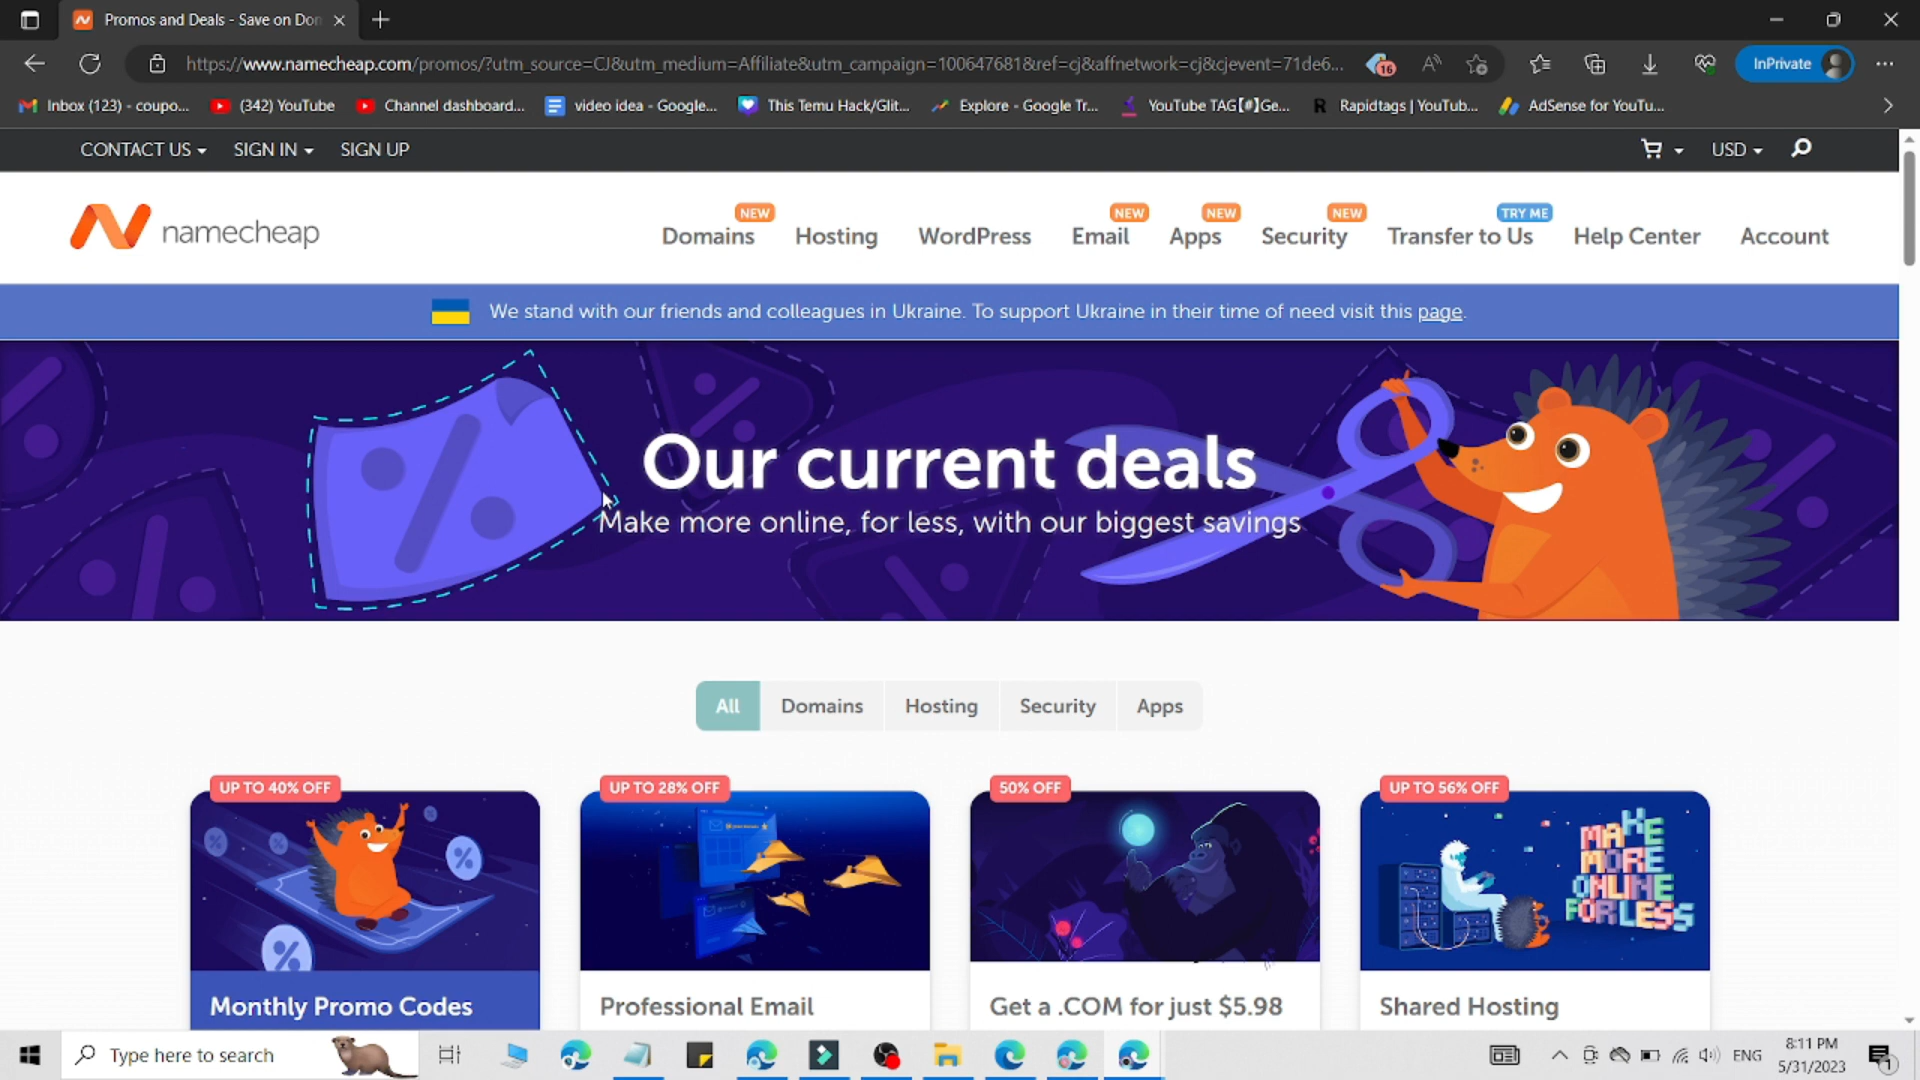 Promos and Deals - Save on Don
https://www.namecheap.com/promos/?utm_source=CJ&utm_medium=Affiliate&utm_campaign=100647681&ref=cj&affnetwork=cj&cjevent=71de6...
16
InPrivate
Inbox (123) - coupo...
(342) YouTube
Channel dashboard...
video idea - Google...
This Temu Hack/Glit...
Explore - Google Tr...
YouTube TAG【#】Ge...
Rapidtags | YouTub...
AdSense for YouTu...
CONTACT US
SIGN IN
SIGN UP
USD
namecheap
NEW
Domains
Hosting
WordPress
NEW
Email
NEW
Apps
NEW
Security
TRY ME
Transfer to Us
Help Center
Account
We stand with our friends and colleagues in Ukraine. To support Ukraine in their time of need visit this page.
Our current deals
Make more online, for less, with our biggest savings
All
Domains
Hosting
Security
Apps
UP TO 40% OFF
Monthly Promo Codes
UP TO 28% OFF
Professional Email
50% OFF
Get a .COM for just $5.98
UP TO 56% OFF
MAKE
MORE
ONLINE
FOR LESS
Shared Hosting
Type here to search
ENG
8:11 PM
5/31/2023
1